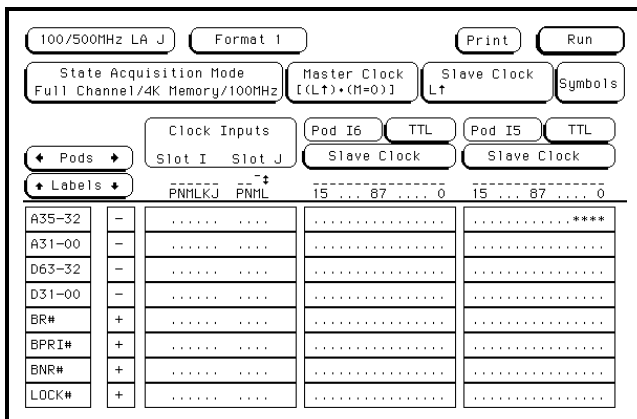 100/500MHz LA J Format 1 Print Run
State Acquisition Mode Master Clock Slave Clock Symbols
Full Channel/4K Memory/100MHz [(L↑)•(M=0)] L↑
Clock Inputs Pod I6 TTL Pod I5 TTL
← Pods → Slot I Slot J Slave Clock Slave Clock
↑ Labels ↓ PNMLKJ PNML 15 ... 87 .... 0 15 ... 87 .... 0
A35-32 - ...... .... ................ ............****
A31-00 - ...... .... ................ ................
D63-32 - ...... .... ................ ................
D31-00 - ...... .... ................ ................
BR# + ...... .... ................ ................
BPRI# + ...... .... ................ ................
BNR# + ...... .... ................ ................
LOCK# + ...... .... ................ ................